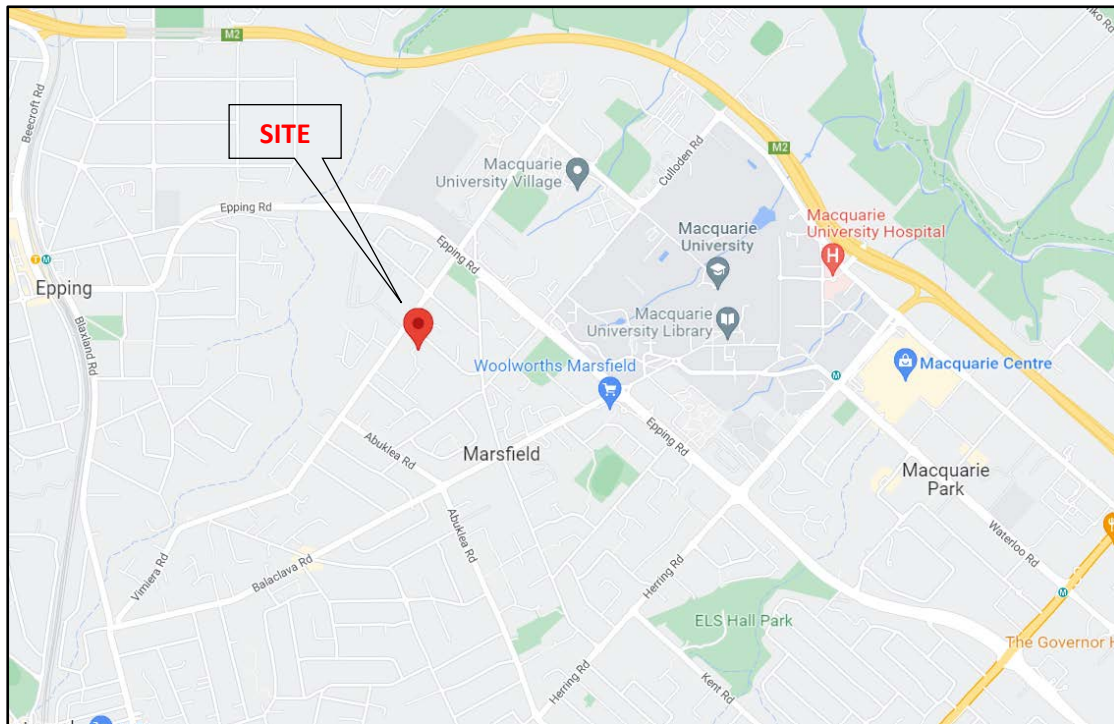 M2
Beecroft Rd
SITE
Macquarie
University Village
Culloden Rd
M2
Epping Rd
Macquarie
University Hospital
Macquarie
University
Epping Rd
Epping
Macquarie
University Library
Blaxland Rd
Woolworths Marsfield
Macquarie Centre
Epping Rd
Abuklea Rd
Marsfield
Macquarie
Park
Abuklea Rd
Waterloo Rd
Vimiera Rd
Balaclava Rd
Herring Rd
ELS Hall Park
The Governor H
Kent Rd
Herring Rd